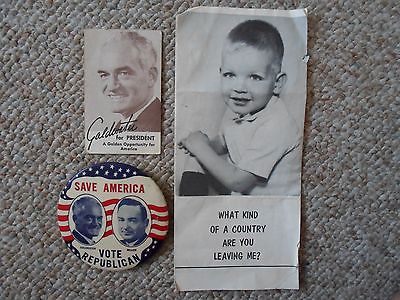 Goldwater
for PRESIDENT
A Golden Opportunity for
America
SAVE AMERICA
VOTE
REPUBLICAN
WHAT KIND
OF A COUNTRY
ARE YOU
LEAVING ME?